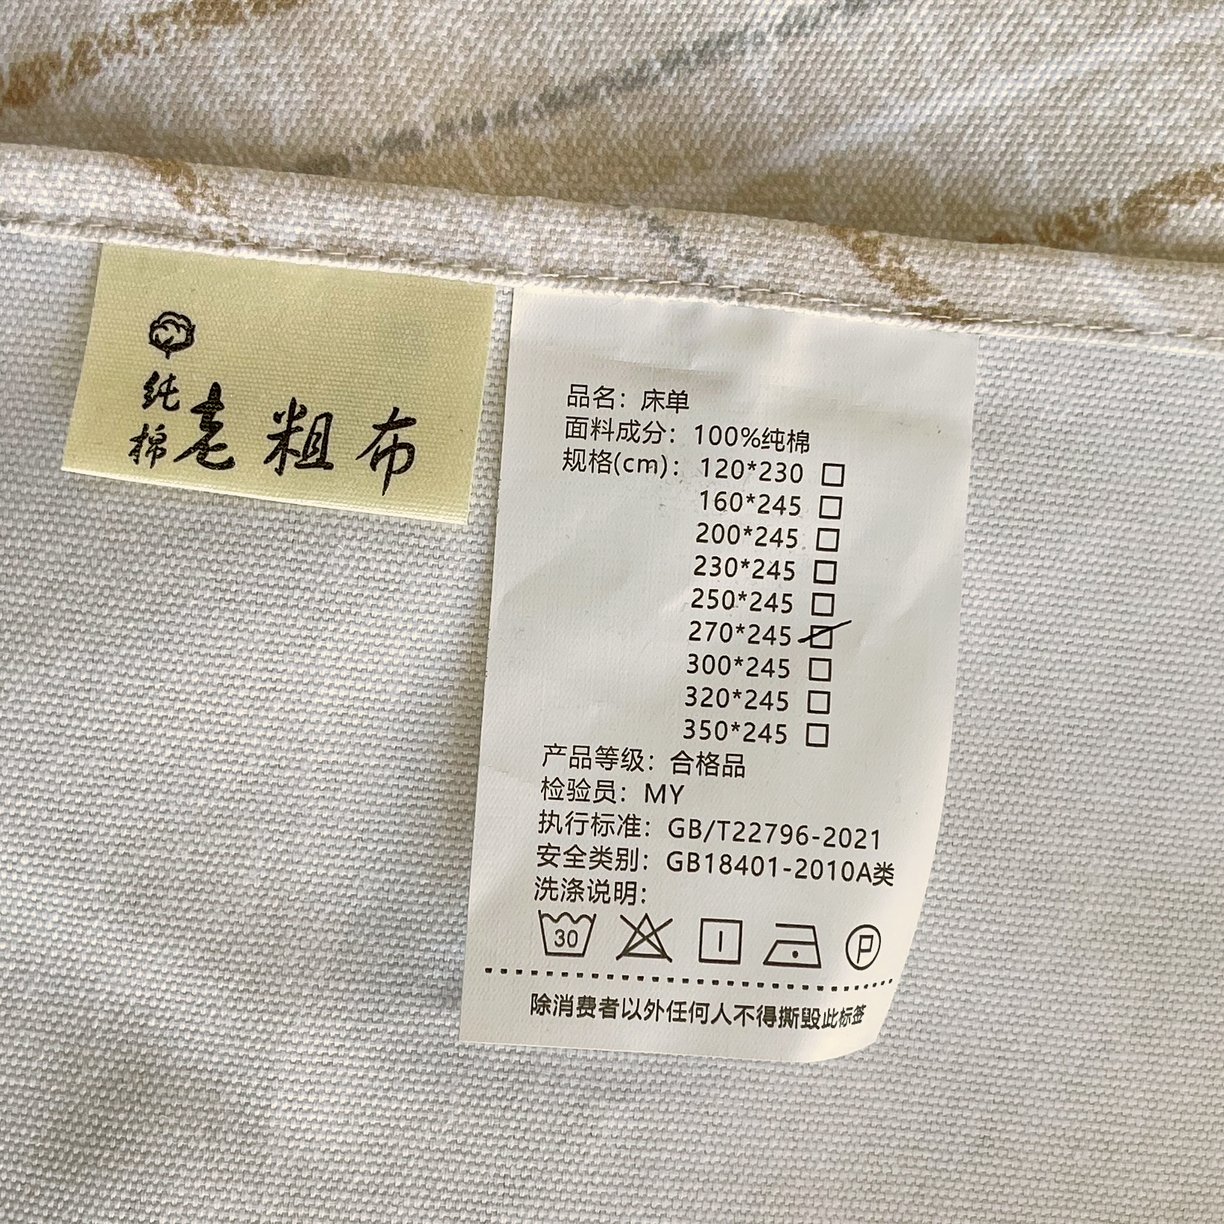 纯棉
老粗布
品名：床单
面料成分：100%纯棉
规格(cm)：120*230 □
160*245 □
200*245 □
230*245 □
250*245 □
270*245 □
300*245 □
320*245 □
350*245 □
产品等级：合格品
检验员：MY
执行标准：GB/T22796-2021
安全类别：GB18401-2010A类
洗涤说明：
30
P
除消费者以外任何人不得撕毁此标签